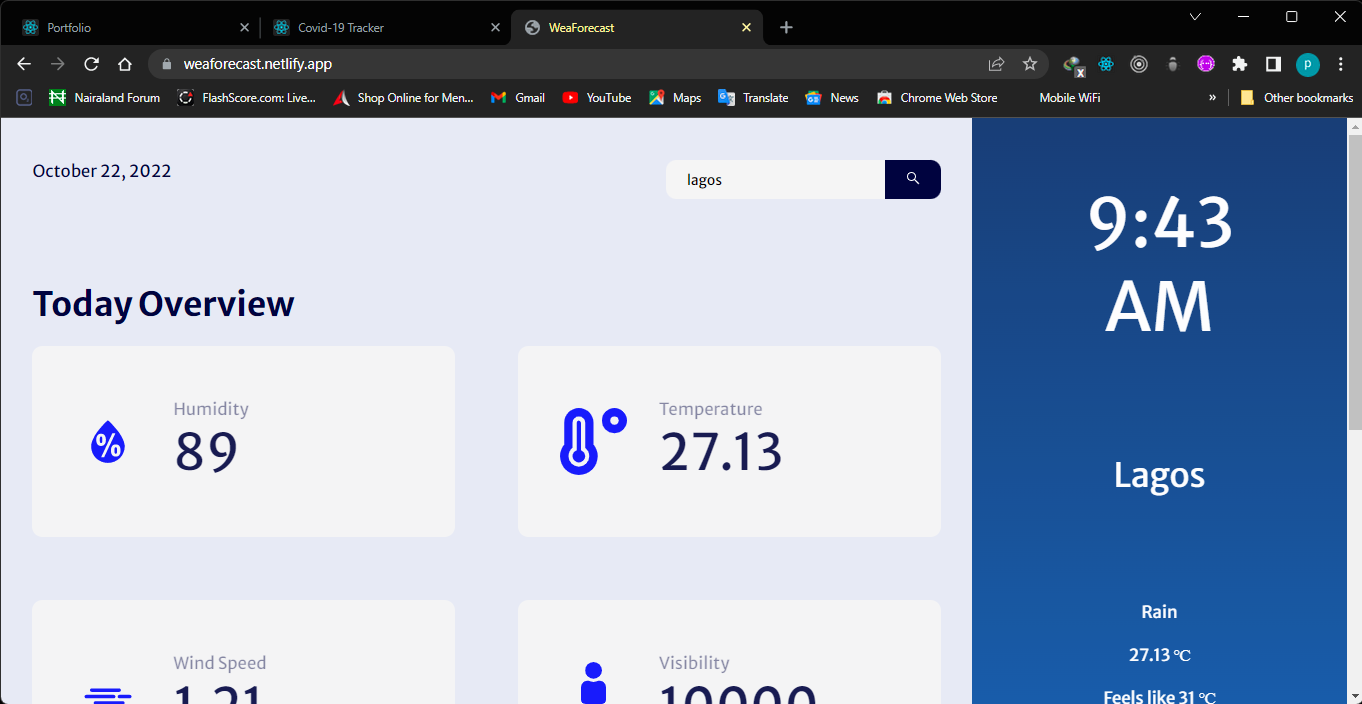 Portfolio
Covid-19 Tracker
WeaForecast
weaforecast.netlify.app
P
Nairaland Forum
FlashScore.com: Live...
Shop Online for Men...
Gmail
YouTube
Maps
Translate
News
Chrome Web Store
Mobile WiFi
»
Other bookmarks
October 22, 2022
lagos
9:43
AM
Today Overview
Humidity
%
89
Temperature
27.13
Lagos
Rain
27.13 °C
Feels like 31 °C
Wind Speed
1.21
Visibility
10000